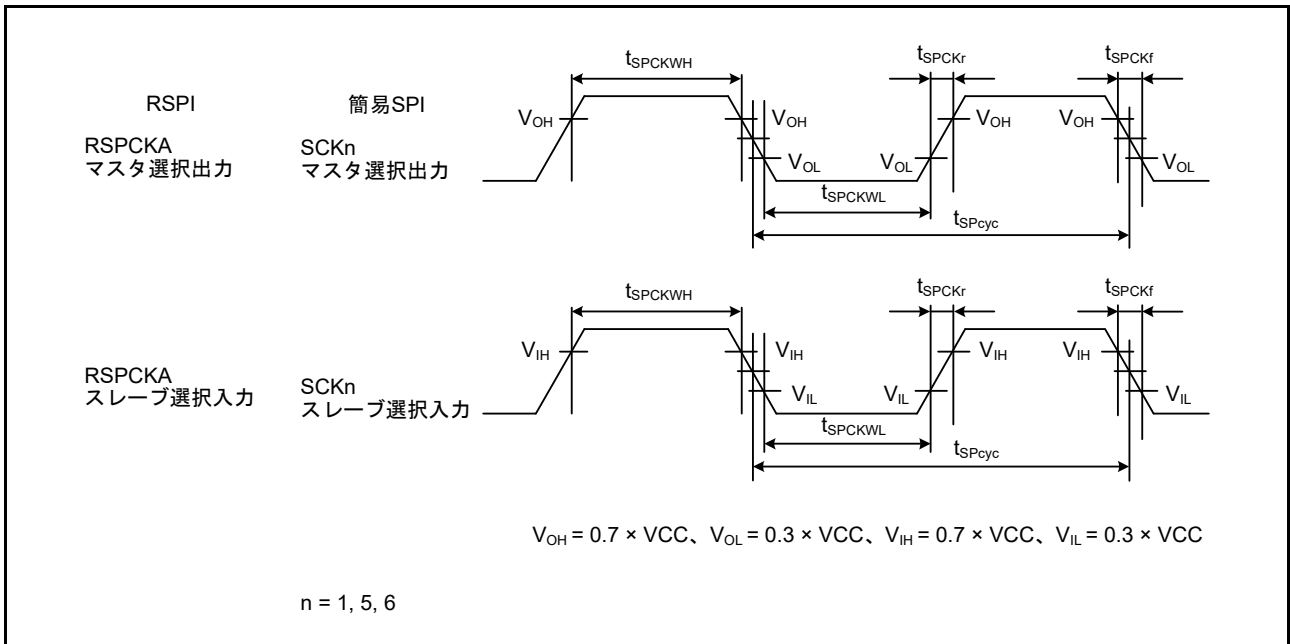 RSPI
簡易SPI
RSPCKA
マスタ選択出力
SCKn
マスタ選択出力
tSPCKWH
tSPCKr
tSPCKf
VOH
VOH
VOH
VOH
VOL
VOL
VOL
tSPCKWL
tSPcyc
RSPCKA
スレーブ選択入力
SCKn
スレーブ選択入力
tSPCKWH
tSPCKr
tSPCKf
VIH
VIH
VIH
VIH
VIL
VIL
VIL
tSPCKWL
tSPcyc
VOH = 0.7 × VCC、VOL = 0.3 × VCC、VIH = 0.7 × VCC、VIL = 0.3 × VCC
n = 1, 5, 6